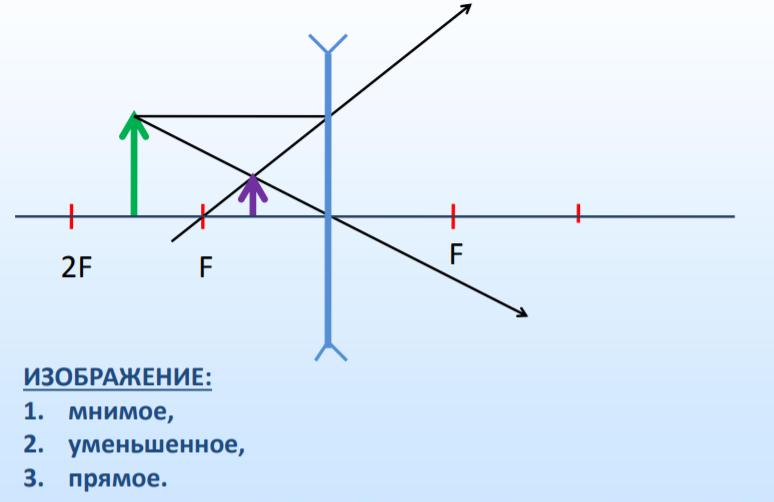 2F F F
ИЗОБРАЖЕНИЕ:
1. мнимое,
2. уменьшенное,
3. прямое.